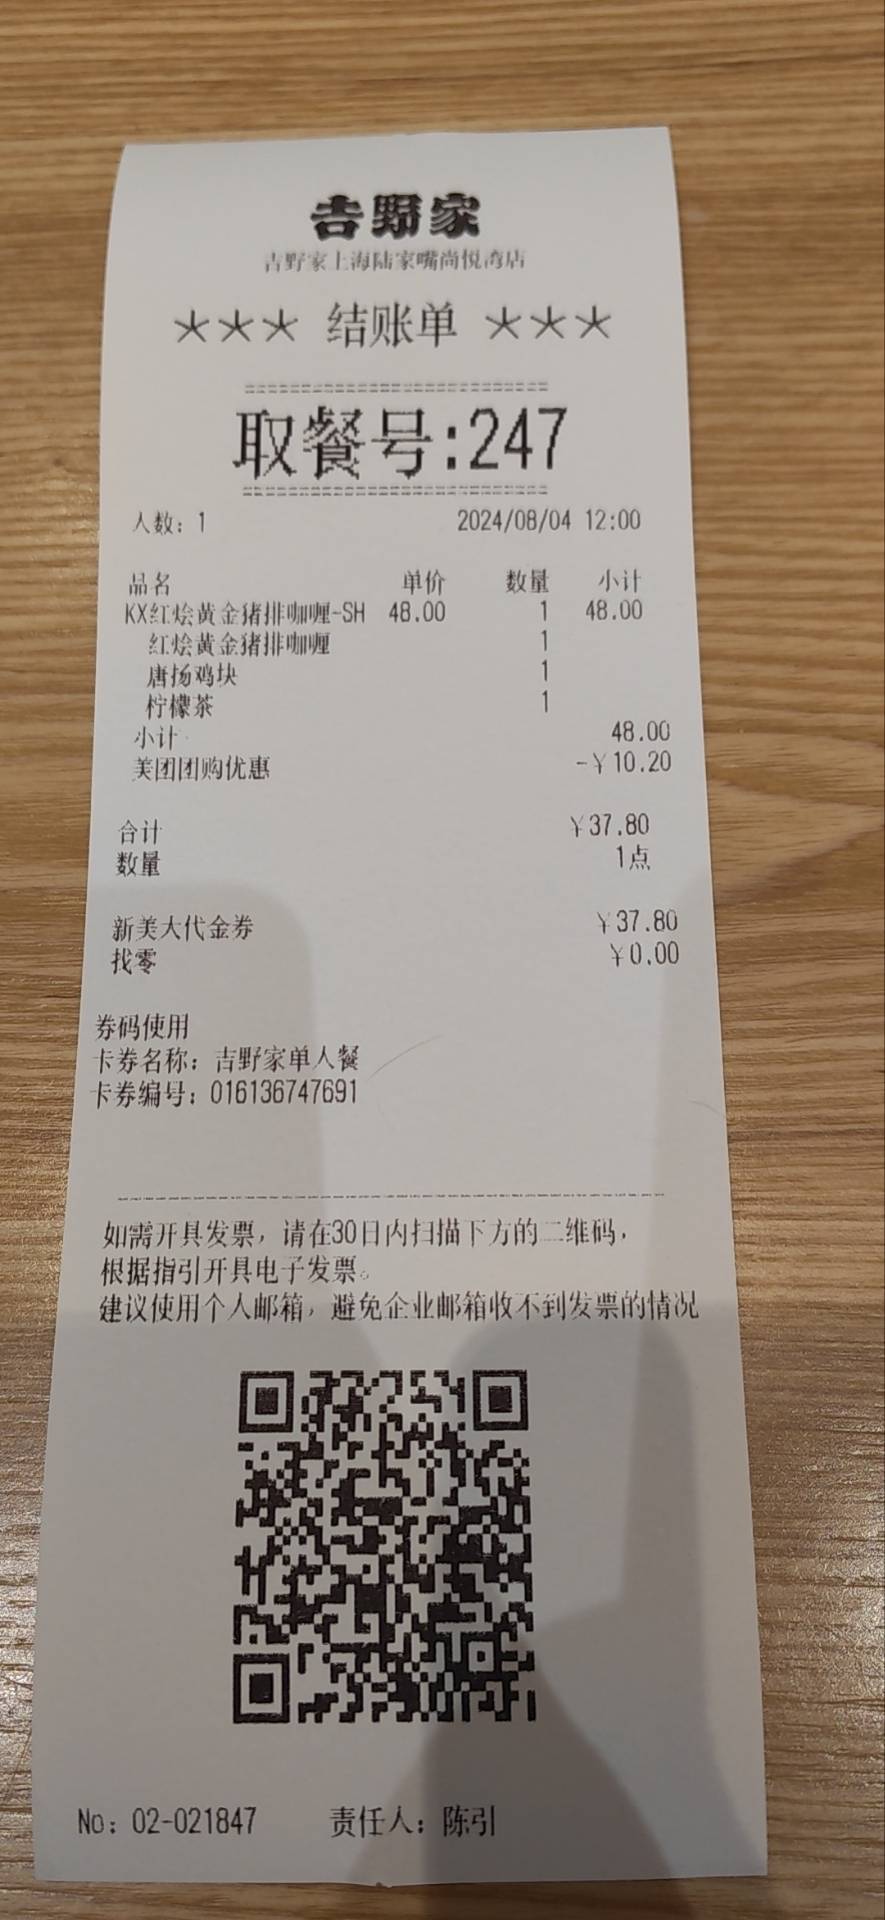 吉野家
吉野家上海陆家嘴尚悦湾店
*** 结账单 ***
取餐号:247
人数: 1 2024/08/04 12:00
品名 单价 数量 小计
KX红烩黄金猪排咖喱-SH 48.00 1 48.00
红烩黄金猪排咖喱 1
唐扬鸡块 1
柠檬茶 1
小计 48.00
美团团购优惠 -￥10.20
合计 ￥37.80
数量 1点
新美大代金券 ￥37.80
找零 ￥0.00
券码使用
卡券名称: 吉野家单人餐
卡券编号: 016136747691
如需开具发票，请在30日内扫描下方的二维码，
根据指引开具电子发票。
建议使用个人邮箱，避免企业邮箱收不到发票的情况
No: 02-021847 责任人: 陈引